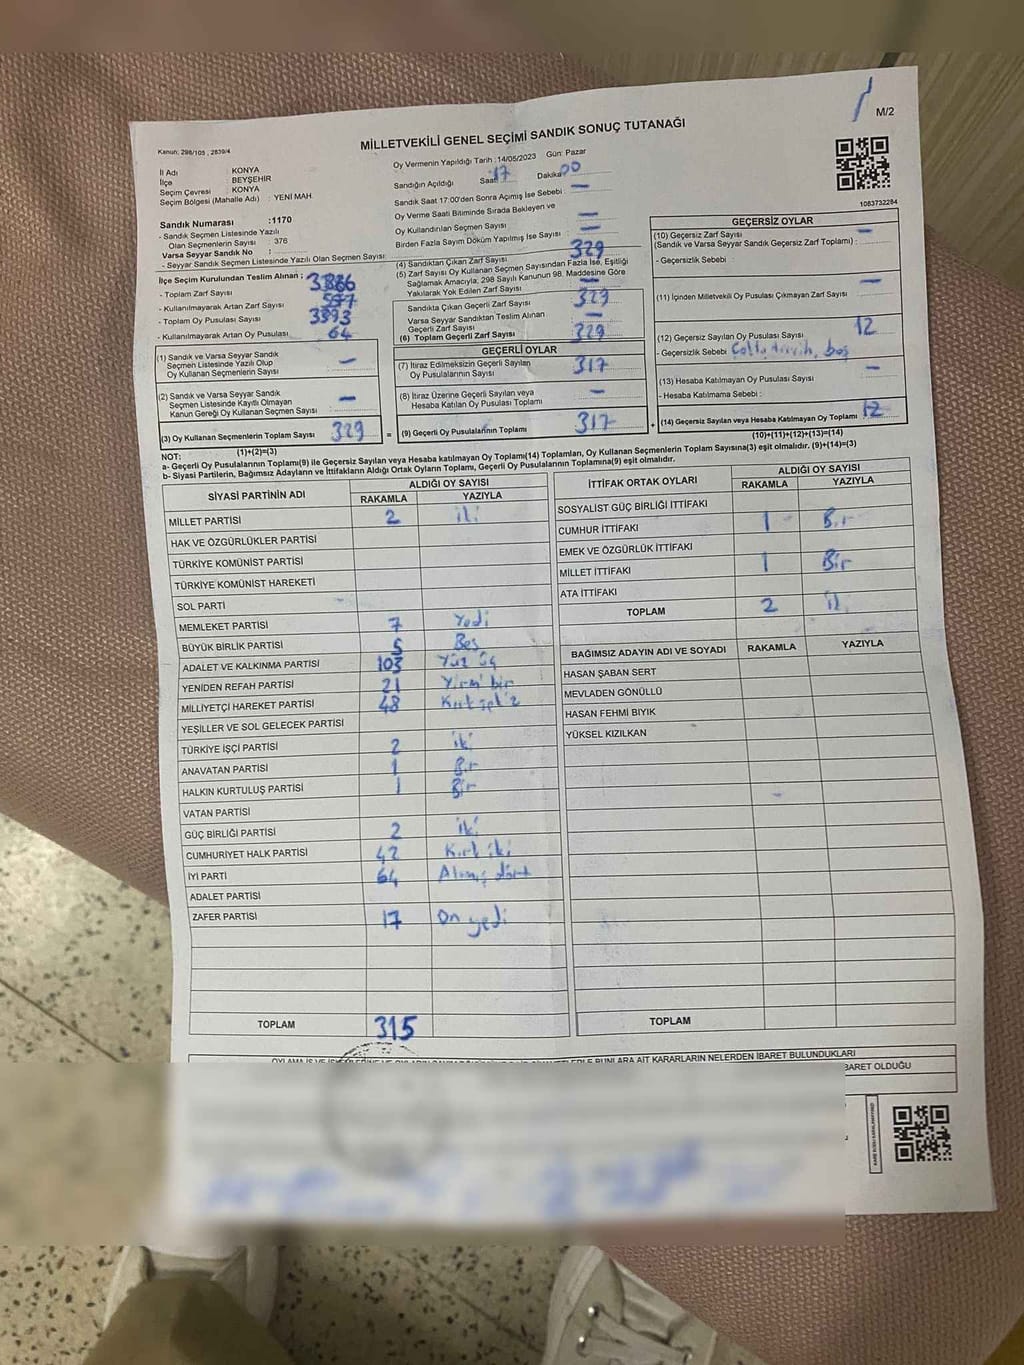 M/2
MİLLETVEKİLİ GENEL SEÇİMİ SANDIK SONUÇ TUTANAĞI
Kanun; 298/105 , 2839/4
İl Adı : KONYA
İlçe : BEYŞEHİR
Seçim Çevresi : KONYA
Seçim Bölgesi (Mahalle Adı) : YENİ MAH
Oy Vermenin Yapıldığı Tarih : 14/05/2023 Gün: Pazar
Sandığın Açıldığı Saat 17 Dakika 00
Sandık Saat 17:00'den Sonra Açımış İse Sebebi : —
Oy Verme Saati Bitiminde Sırada Bekleyen ve
Oy Kullandırılan Seçmen Sayısı —
Birden Fazla Sayım Döküm Yapılmış İse Sayısı : —
1083732284
Sandık Numarası :1170
- Sandık Seçmen Listesinde Yazılı
Olan Seçmenlerin Sayısı : 376
Varsa Seyyar Sandık No :
- Seyyar Sandık Seçmen Listesinde Yazılı Olan Seçmen Sayısı:
İlçe Seçim Kurulundan Teslim Alınan ;
- Toplam Zarf Sayısı
- Kullanılmayarak Artan Zarf Sayısı
- Toplam Oy Pusulası Sayısı
- Kullanılmayarak Artan Oy Pusulası 64
(1) Sandık ve Varsa Seyyar Sandık
Seçmen Listesinde Yazılı Olup
Oy Kullanan Seçmenlerin Sayısı —
(2) Sandık ve Varsa Seyyar Sandık
Seçmen Listesinde Kayıtlı Olmayan
Kanun Gereği Oy Kullanan Seçmen Sayısı —
(3) Oy Kullanan Seçmenlerin Toplam Sayısı 329
(1)+(2)=(3)
(4) Sandıktan Çıkan Zarf Sayısı 329
(5) Zarf Sayısı Oy Kullanan Seçmen Sayısından Fazla İse, Eşitliği
Sağlamak Amacıyla; 298 Sayılı Kanunun 98. Maddesine Göre
Yakılarak Yok Edilen Zarf Sayısı —
Sandıkta Çıkan Geçerli Zarf Sayısı 329
Varsa Seyyar Sandıktan Teslim Alınan
Geçerli Zarf Sayısı —
(6) Toplam Geçerli Zarf Sayısı 329
GEÇERLİ OYLAR
(7) İtiraz Edilmeksizin Geçerli Sayılan
Oy Pusulalarının Sayısı 317
(8) İtiraz Üzerine Geçerli Sayılan veya
Hesaba Katılan Oy Pusulası Toplamı —
= (9) Geçerli Oy Pusulalarının Toplamı 317
GEÇERSİZ OYLAR
(10) Geçersiz Zarf Sayısı
(Sandık ve Varsa Seyyar Sandık Geçersiz Zarf Toplamı) : —
- Geçersizlik Sebebi :
(11) İçinden Milletvekili Oy Pusulası Çıkmayan Zarf Sayısı —
(12) Geçersiz Sayılan Oy Pusulası Sayısı 12
- Geçersizlik Sebebi boş
(13) Hesaba Katılmayan Oy Pusulası Sayısı —
- Hesaba Katılmama Sebebi :
+ (14) Geçersiz Sayılan veya Hesaba Katılmayan Oy Toplamı 12
(10)+(11)+(12)+(13)=(14)
NOT:
a- Geçerli Oy Pusulalarının Toplamı(9) ile Geçersiz Sayılan veya Hesaba katılmayan Oy Toplamı(14) Toplamları, Oy Kullanan Seçmenlerin Toplam Sayısına(3) eşit olmalıdır. (9)+(14)=(3)
b- Siyasi Partilerin, Bağımsız Adayların ve İttifakların Aldığı Ortak Oyların Toplamı, Geçerli Oy Pusulalarının Toplamına(9) eşit olmalıdır.
SİYASİ PARTİNİN ADI ALDIĞI OY SAYISI
RAKAMLA YAZIYLA
MİLLET PARTİSİ 2 iki
HAK VE ÖZGÜRLÜKLER PARTİSİ
TÜRKİYE KOMÜNİST PARTİSİ
TÜRKİYE KOMÜNİST HAREKETİ
SOL PARTİ
MEMLEKET PARTİSİ 7 Yedi
BÜYÜK BİRLİK PARTİSİ 5 Beş
ADALET VE KALKINMA PARTİSİ 103 Yüz üç
YENİDEN REFAH PARTİSİ 21 Yirmi bir
MİLLİYETÇİ HAREKET PARTİSİ 48 Kırk sekiz
YEŞİLLER VE SOL GELECEK PARTİSİ
TÜRKİYE İŞÇİ PARTİSİ 2 iki
ANAVATAN PARTİSİ 1 Bir
HALKIN KURTULUŞ PARTİSİ 1 Bir
VATAN PARTİSİ
GÜÇ BİRLİĞİ PARTİSİ 2 iki
CUMHURİYET HALK PARTİSİ 42 Kırk iki
İYİ PARTİ 64 Altmış dört
ADALET PARTİSİ
ZAFER PARTİSİ 17 On yedi
TOPLAM 315
İTTİFAK ORTAK OYLARI ALDIĞI OY SAYISI
RAKAMLA YAZIYLA
SOSYALİST GÜÇ BİRLİĞİ İTTİFAKI
CUMHUR İTTİFAKI 1 Bir
EMEK VE ÖZGÜRLÜK İTTİFAKI
MİLLET İTTİFAKI 1 Bir
ATA İTTİFAKI
TOPLAM 2 iki
BAĞIMSIZ ADAYIN ADI VE SOYADI RAKAMLA YAZIYLA
HASAN ŞABAN SERT
MEVLADEN GÖNÜLLÜ
HASAN FEHMİ BIYIK
YÜKSEL KIZILKAN
TOPLAM
BUNLARA AİT KARARLARIN NELERDEN İBARET BULUNDUKLARI
İBARET OLDUĞU